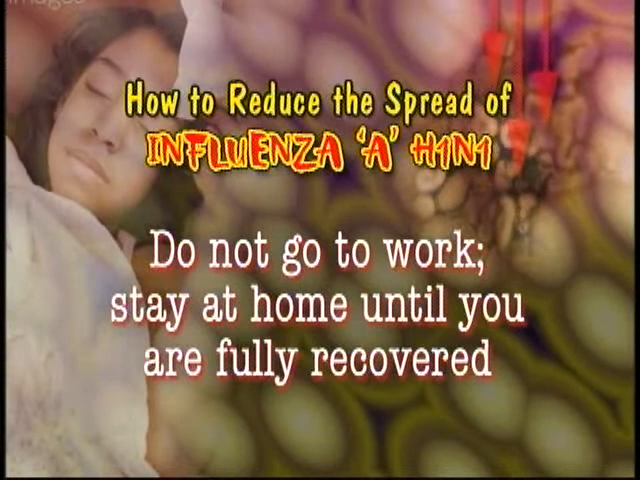 images
How to Reduce the Spread of
INFLUENZA 'A' H1N1
Do not go to work;
stay at home until you
are fully recovered